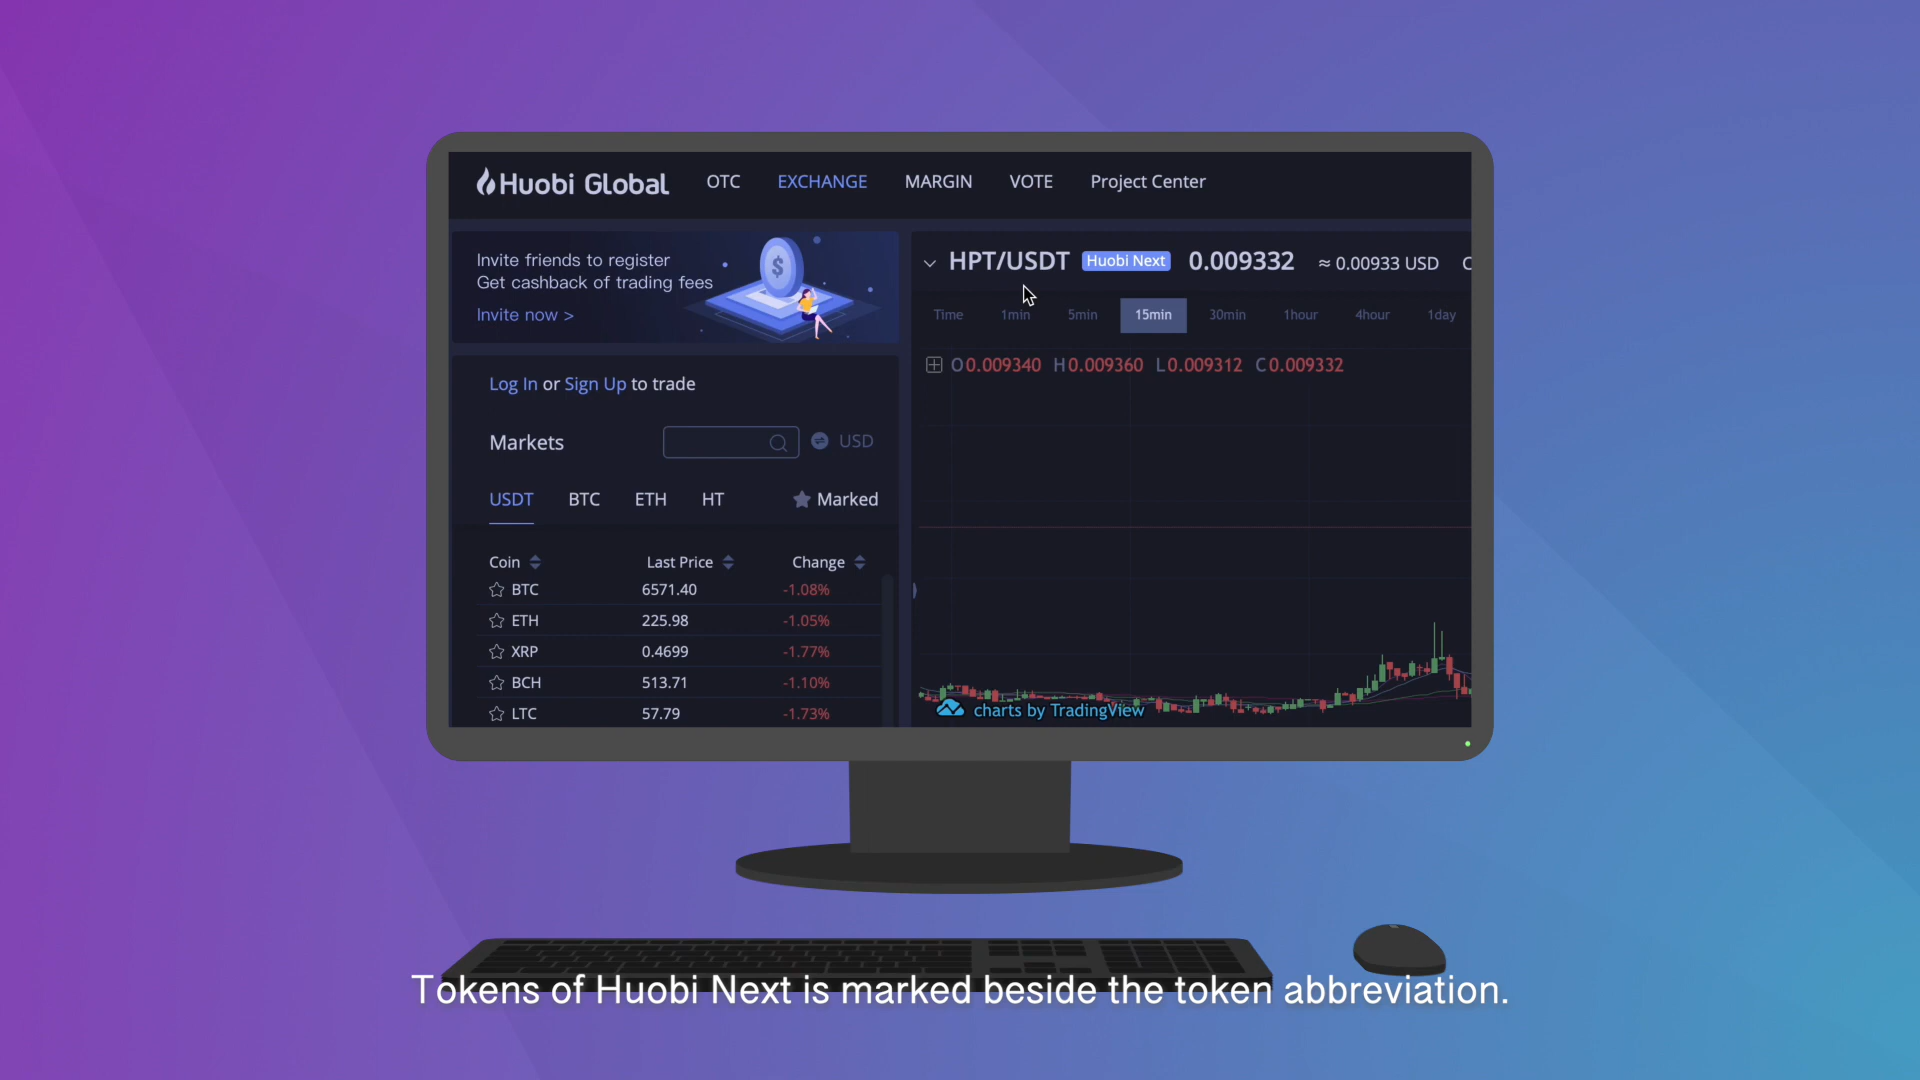 Huobi Global OTC EXCHANGE MARGIN VOTE Project Center
Invite friends to register
Get cashback of trading fees
Invite now >
$
Log In or Sign Up to trade
Markets
USD
USDT BTC ETH HT Marked
Coin Last Price Change
BTC 6571.40 -1.08%
ETH 225.98 -1.05%
XRP 0.4699 -1.77%
BCH 513.71 -1.10%
LTC 57.79 -1.73%
HPT/USDT Huobi Next 0.009332 ≈ 0.00933 USD
Time 1min 5min 15min 30min 1hour 4hour 1day
O 0.009340 H 0.009360 L 0.009312 C 0.009332
charts by TradingView
Tokens of Huobi Next is marked beside the token abbreviation.